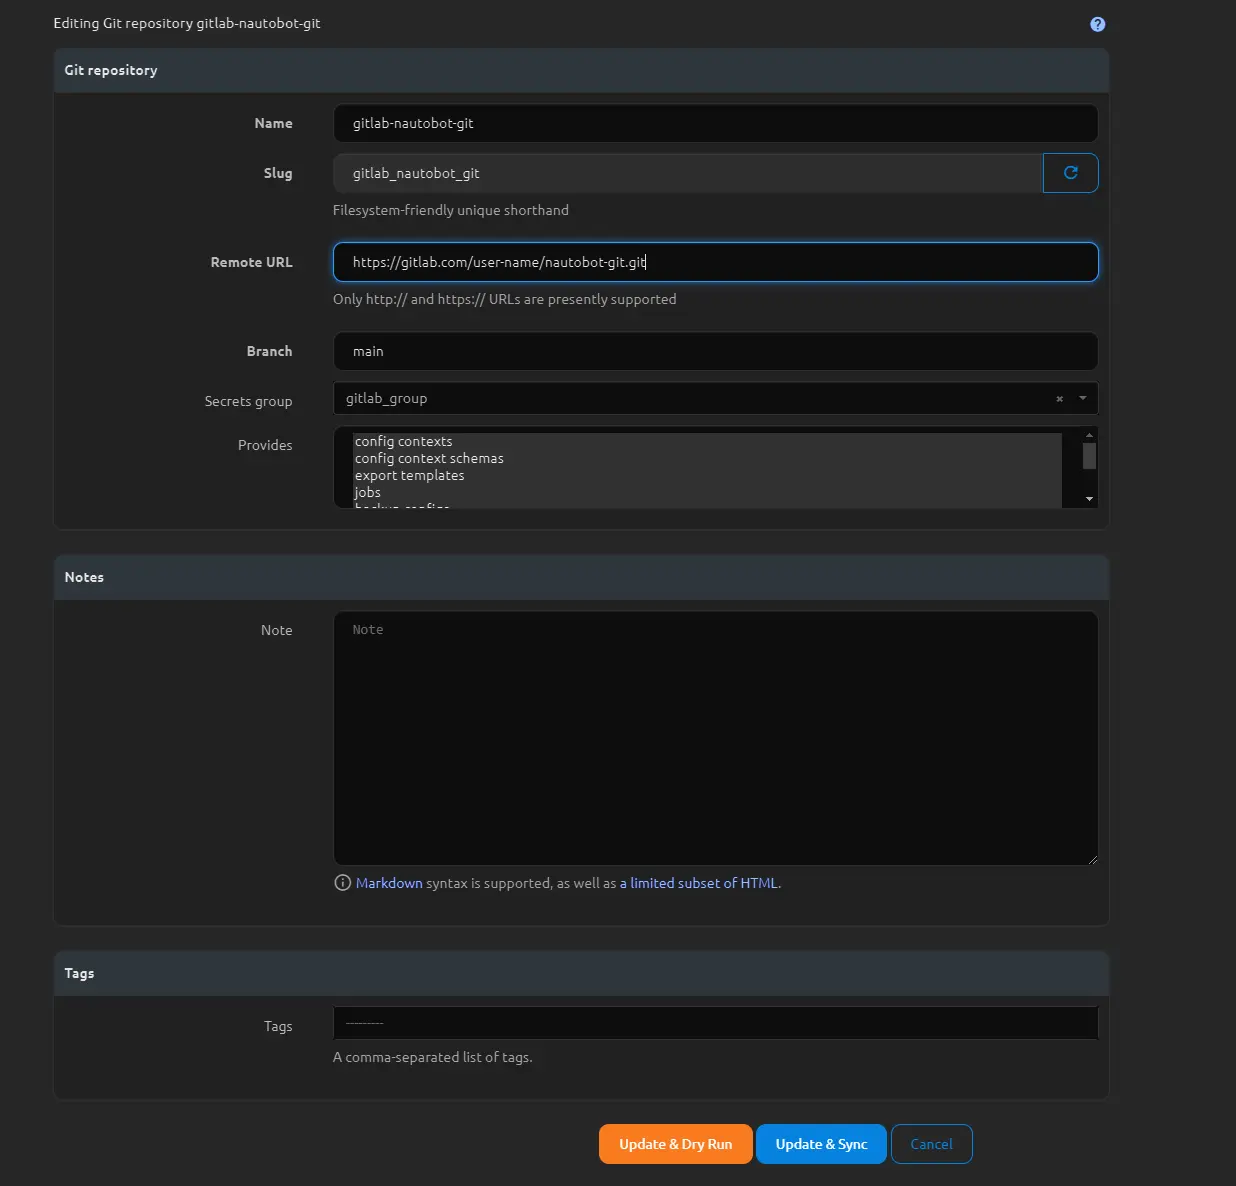 Editing Git repository gitlab-nautobot-git
?
Git repository
Name gitlab-nautobot-git
Slug gitlab_nautobot_git
Filesystem-friendly unique shorthand
Remote URL https://gitlab.com/user-name/nautobot-git.git
Only http:// and https:// URLs are presently supported
Branch main
Secrets group gitlab_group × 
Provides config contexts
config context schemas
export templates
jobs
backup configs
Notes
Note Note
Markdown syntax is supported, as well as a limited subset of HTML.
Tags
Tags ---------
A comma-separated list of tags.
Update & Dry Run Update & Sync Cancel